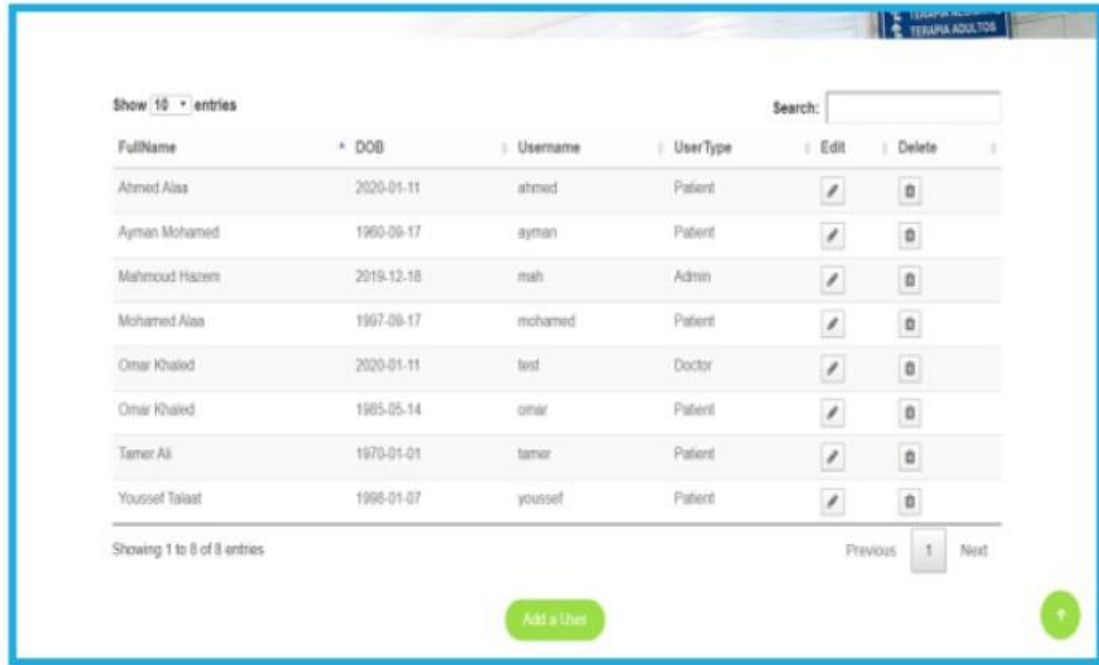 TERAPIA ADULTOS
Show 10 entries Search:
FullName DOB Username UserType Edit Delete
Ahmed Alaa 2020-01-11 ahmed Patient
Ayman Mohamed 1960-09-17 ayman Patient
Mahmoud Hazem 2019-12-18 mah Admin
Mohamed Alaa 1997-09-17 mohamed Patient
Omar Khaled 2020-01-11 test Doctor
Omar Khaled 1985-05-14 omar Patient
Tamer Ali 1970-01-01 tamer Patient
Youssef Talaat 1998-01-07 youssef Patient
Showing 1 to 8 of 8 entries Previous 1 Next
Add a User